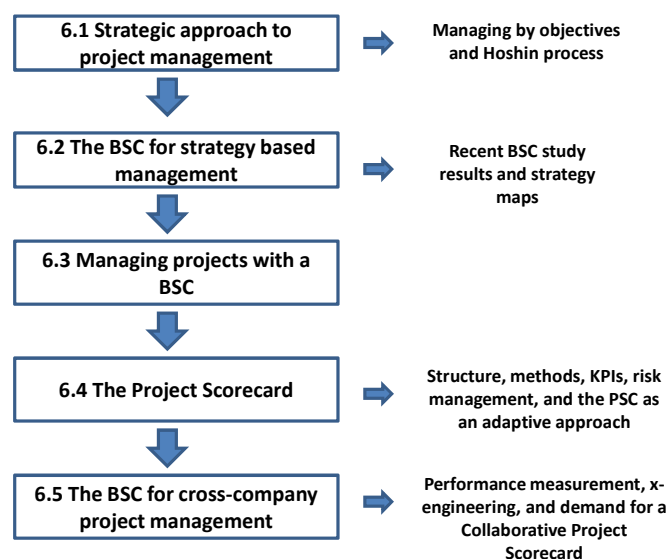 6.1 Strategic approach to
project management
Managing by objectives
and Hoshin process
6.2 The BSC for strategy based
management
Recent BSC study
results and strategy
maps
6.3 Managing projects with a
BSC
6.4 The Project Scorecard
Structure, methods, KPIs, risk
management, and the PSC as
an adaptive approach
6.5 The BSC for cross-company
project management
Performance measurement, x-
engineering, and demand for a
Collaborative Project
Scorecard